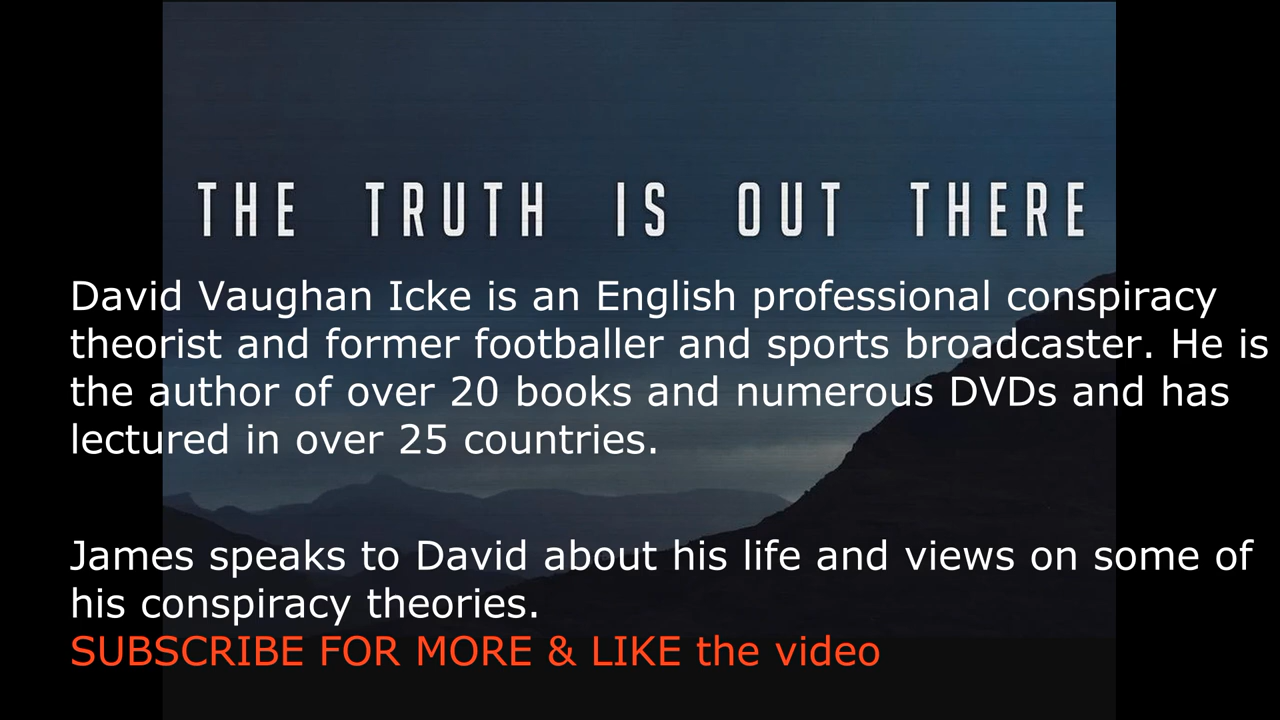 THE TRUTH IS OUT THERE
David Vaughan Icke is an English professional conspiracy
theorist and former footballer and sports broadcaster. He is
the author of over 20 books and numerous DVDs and has
lectured in over 25 countries.
James speaks to David about his life and views on some of
his conspiracy theories.
SUBSCRIBE FOR MORE & LIKE the video